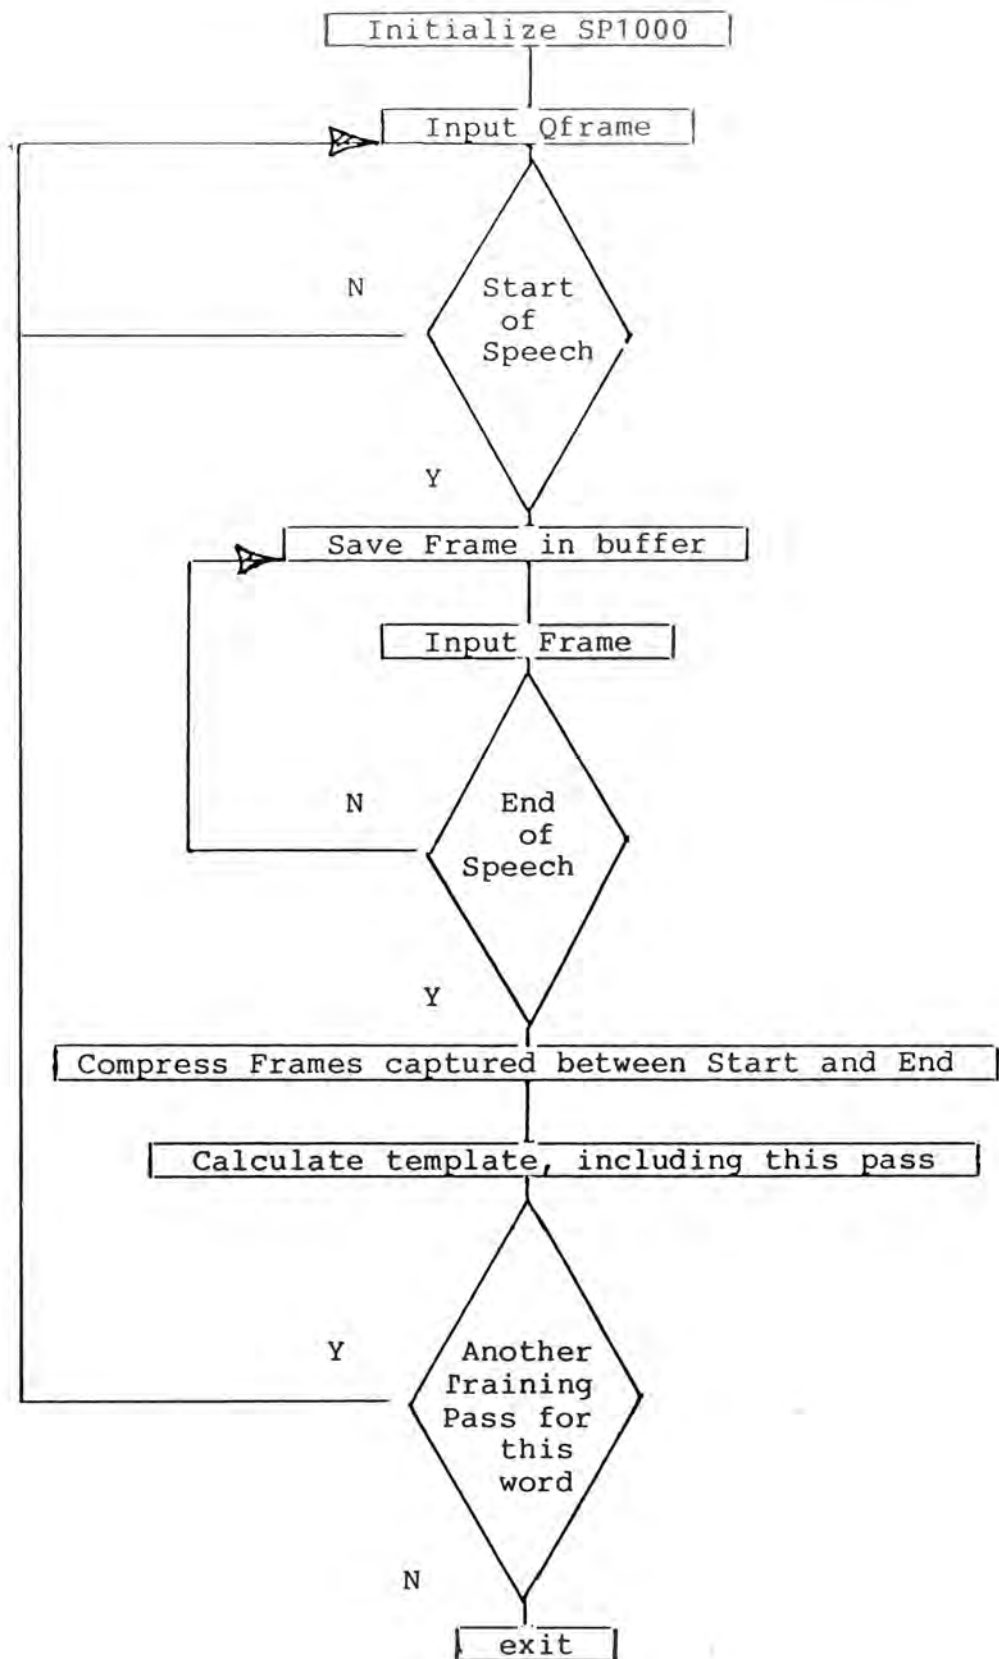 Initialize SP1000
Input Qframe
N
Start
of
Speech
Y
Save Frame in buffer
Input Frame
N
End
of
Speech
Y
Compress Frames captured between Start and End
Calculate template, including this pass
Y
Another
Training
Pass for
this
word
N
exit